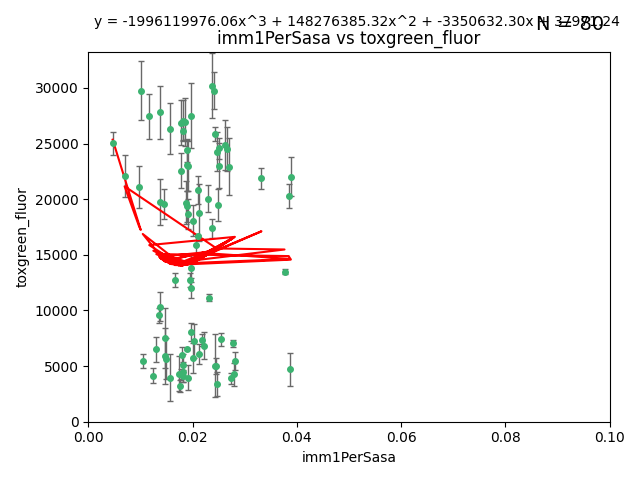 y = -1996119976.06x^3 + 148276385.32x^2 + -3350632.30x +
N = 80
imm1PerSasa vs toxgreen_fluor
30000
25000
20000
15000
10000
5000
0
toxgreen_fluor
0.00 0.02 0.04 0.06 0.08 0.10
imm1PerSasa